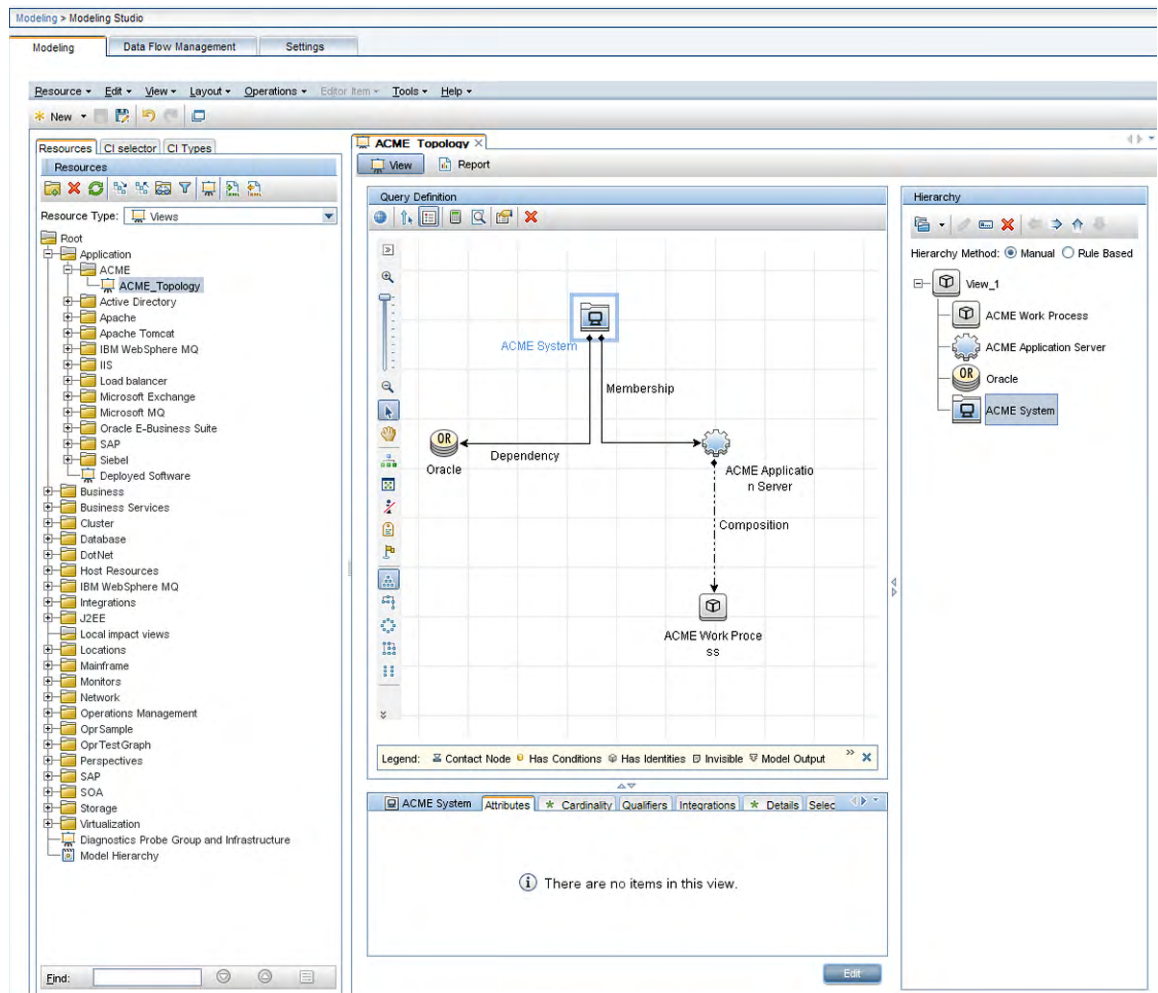 Modeling > Modeling Studio
Modeling Data Flow Management Settings
Resource Edit View Layout Operations Editor Item Tools Help
New
Resources CI selector CI Types
Resources
Resource Type: Views
Root
Application
ACME
ACME_Topology
Active Directory
Apache
Apache Tomcat
IBM WebSphere MQ
IIS
Load balancer
Microsoft Exchange
Microsoft MQ
Oracle E-Business Suite
SAP
Siebel
Deployed Software
Business
Business Services
Cluster
Database
DotNet
Host Resources
IBM WebSphere MQ
Integrations
J2EE
Local impact views
Locations
Mainframe
Monitors
Network
Operations Management
OprSample
OprTestGraph
Perspectives
SAP
SOA
Storage
Virtualization
Diagnostics Probe Group and Infrastructure
Model Hierarchy
Find:
ACME_Topology
View Report
Query Definition
ACME System
Membership
OR
Oracle
Dependency
ACME Applicatio
n Server
Composition
ACME Work Proce
ss
Legend: Contact Node Has Conditions Has Identities Invisible Model Output
ACME System Attributes Cardinality Qualifiers Integrations Details Selec
There are no items in this view.
Edit
Hierarchy
Hierarchy Method: Manual Rule Based
View_1
ACME Work Process
ACME Application Server
OR Oracle
ACME System